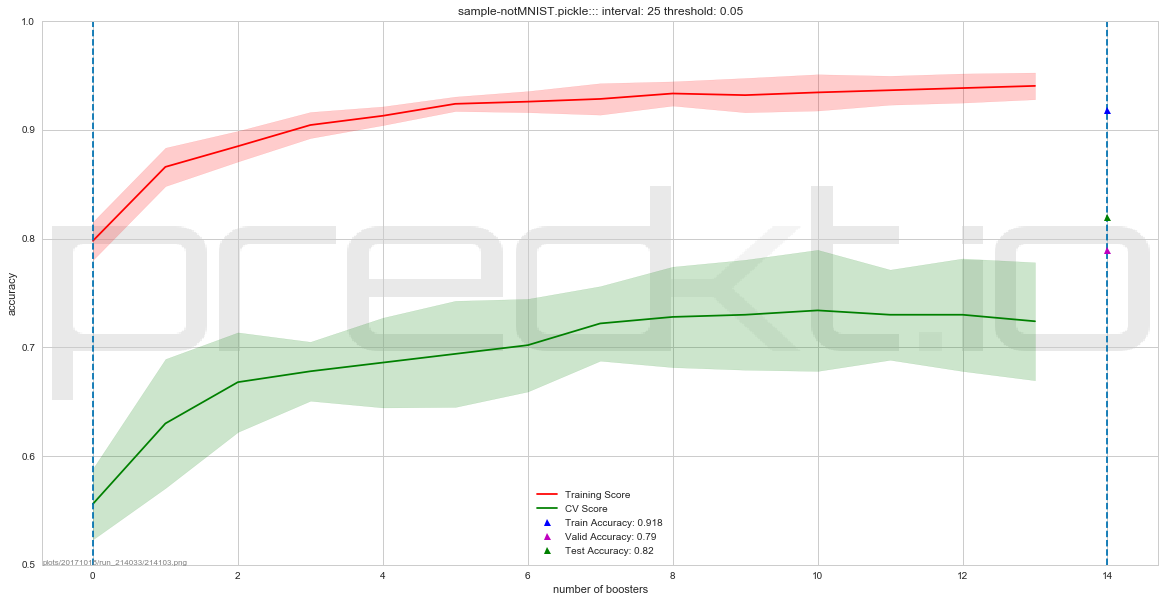 sample-notMNIST.pickle::: interval: 25 threshold: 0.05
1.0
0.9
0.8
0.7
0.6
0.5
accuracy
predkt.io
Training Score
CV Score
Train Accuracy: 0.918
Valid Accuracy: 0.79
Test Accuracy: 0.82
0 2 4 6 8 10 12 14
number of boosters